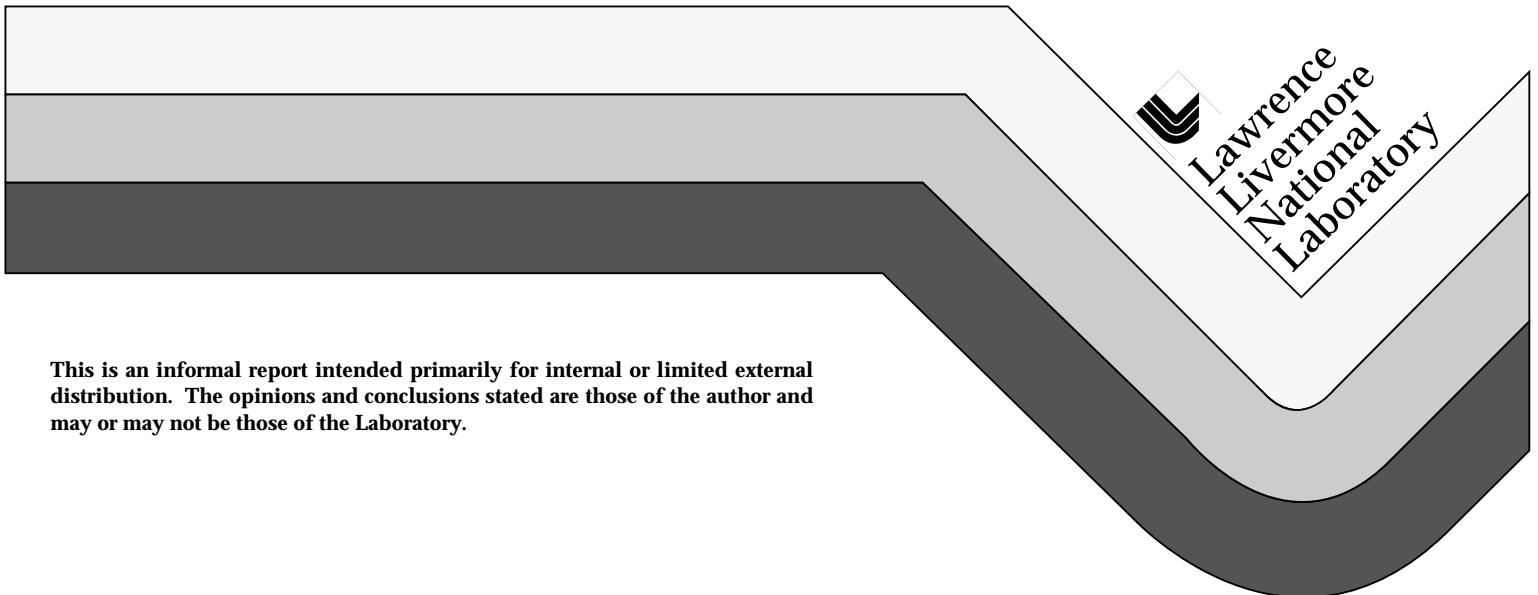 Lawrence
Livermore
National
Laboratory
This is an informal report intended primarily for internal or limited external
distribution.  The opinions and conclusions stated are those of the author and
may or may not be those of the Laboratory.